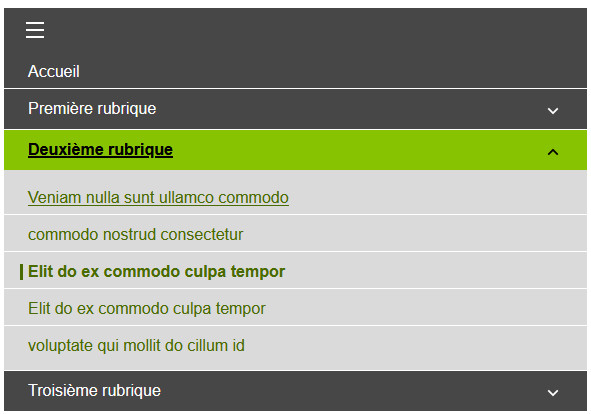 Accueil
Première rubrique
Deuxième rubrique
Veniam nulla sunt ullamco commodo
commodo nostrud consectetur
Elit do ex commodo culpa tempor
Elit do ex commodo culpa tempor
voluptate qui mollit do cillum id
Troisième rubrique